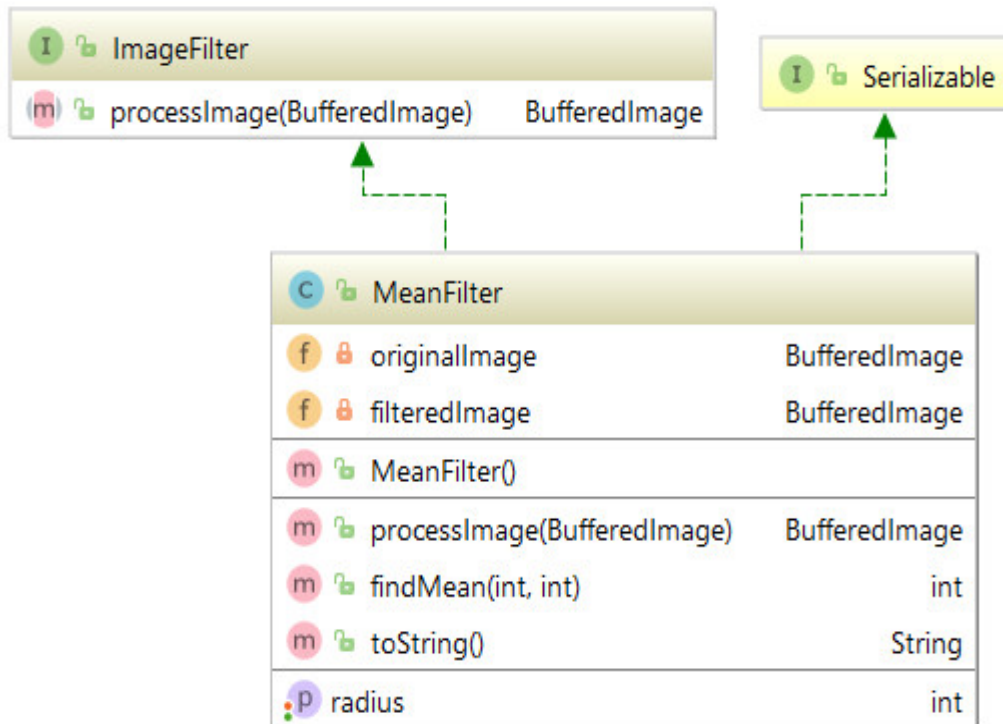 I ImageFilter
m processImage(BufferedImage) BufferedImage
I Serializable
C MeanFilter
f originalImage BufferedImage
f filteredImage BufferedImage
m MeanFilter()
m processImage(BufferedImage) BufferedImage
m findMean(int, int) int
m toString() String
p radius int